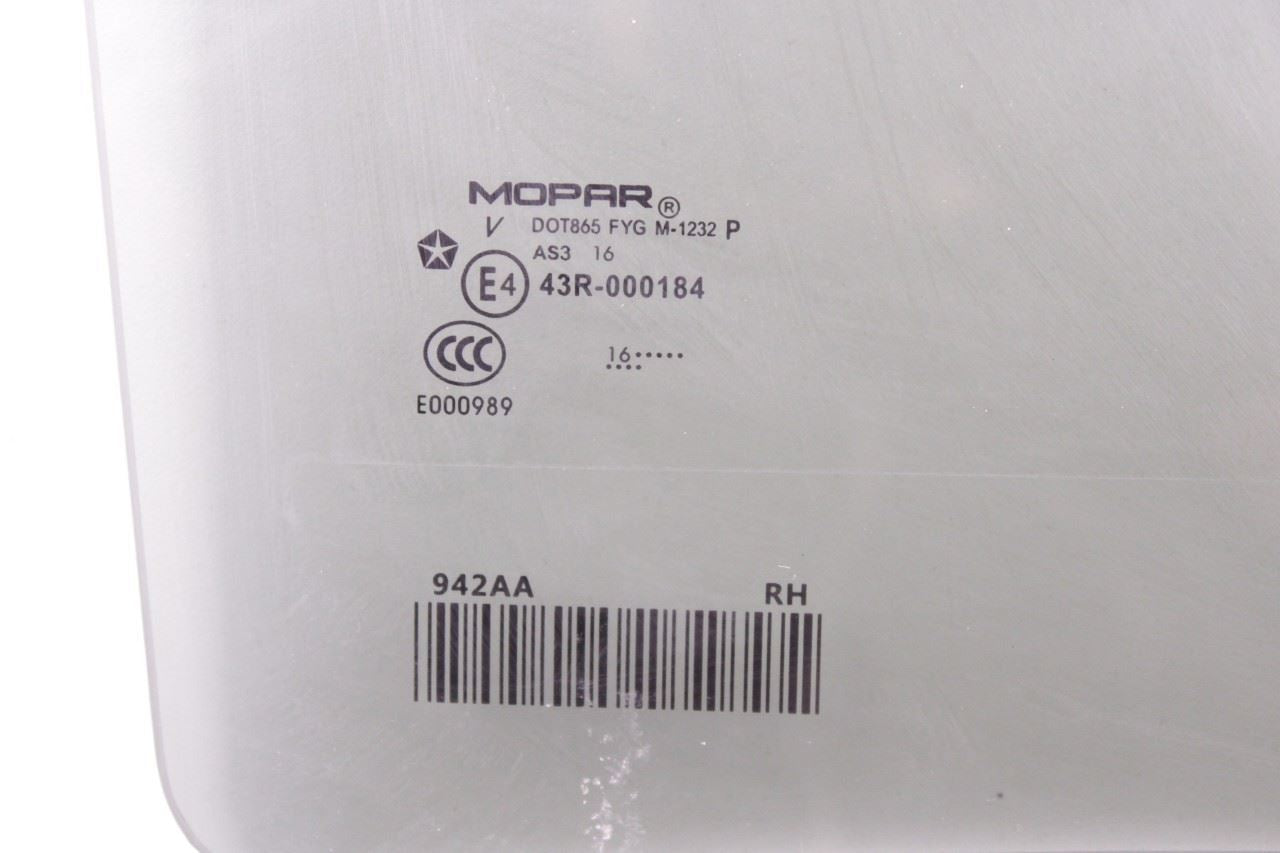 MOPAR®
V DOT865 FYG M-1232 P
AS3 16
E4 43R-000184
CCC 16·····
····
E000989
942AA RH